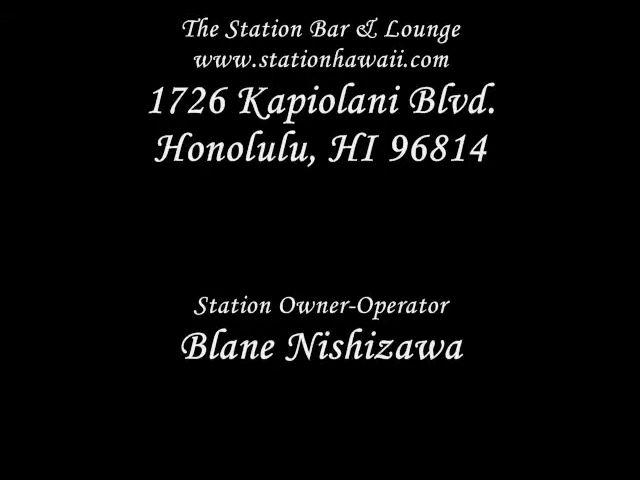 The Station Bar & Lounge
www.stationhawaii.com
1726 Kapiolani Blvd.
Honolulu, HI 96814
Station Owner-Operator
Blane Nishizawa